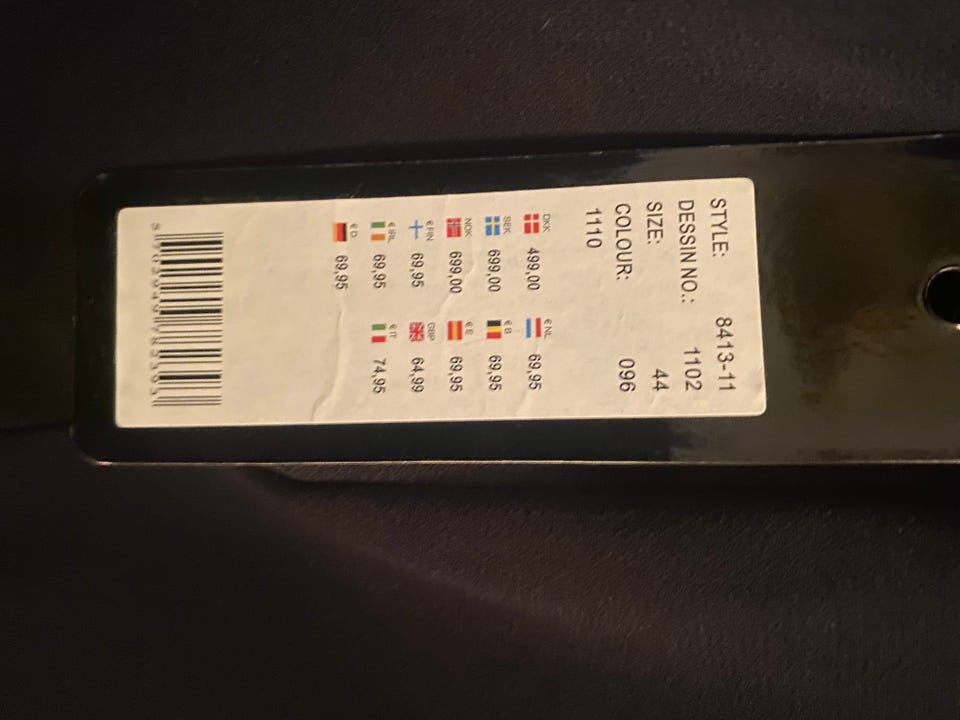 STYLE: 8413-11
DESSIN NO.: 1102
SIZE: 44
COLOUR: 096
1110
DKK 499,00 € NL 69,95
SEK 699,00 € B 69,95
NOK 699,00 € E 69,95
€ FIN 69,95 GBP 64,99
€ IRL 69,95 € IT 74,95
€ D 69,95